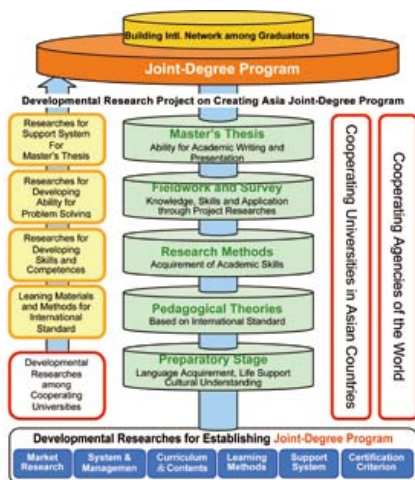 Building Intl. Network among Graduators
Joint-Degree Program
Developmental Research Project on Creating Asia Joint-Degree Program
Researches for
Support System
For
Master's Thesis
Researches for
Developing
Ability for
Problem Solving
Researches for
Developing
Skills and
Competences
Leaning Materials
and Methods for
International
Standard
Developmental
Researches
among
Cooperating
Universities
Master's Thesis
Ability for Academic Writing and
Presentation
Fieldwork and Survey
Knowledge, Skills and Application
through Project Researches
Research Methods
Acquirement of Academic Skills
Pedagogical Theories
Based on International Standard
Preparatory Stage
Language Acquirement, Life Support
Cultural Understanding
Cooperating Universities in Asian Countries
Cooperating Agencies of the World
Developmental Researches for Establishing Joint-Degree Program
Market
Research
System &
Managemen
Curriculum
& Contents
Learning
Methods
Support
System
Certification
Criterion